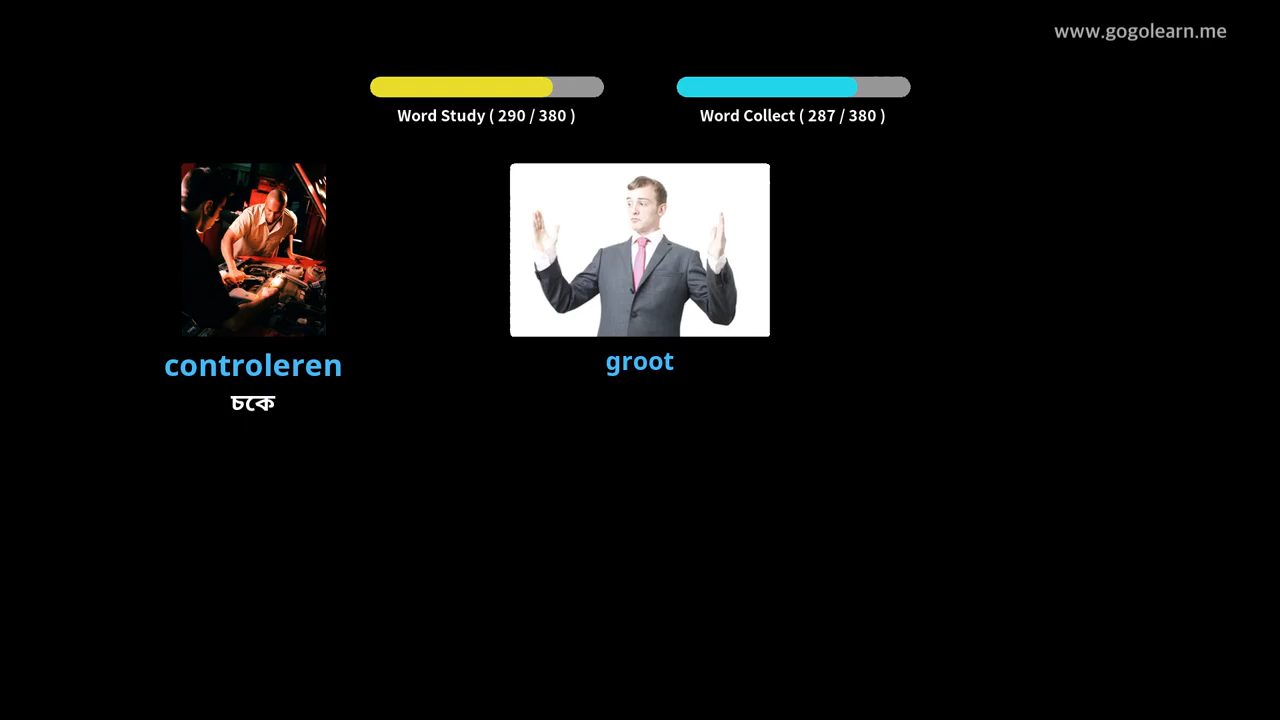 www.gogolearn.me
Word Study ( 290 / 380 )
Word Collect ( 287 / 380 )
controleren
groot
চকে